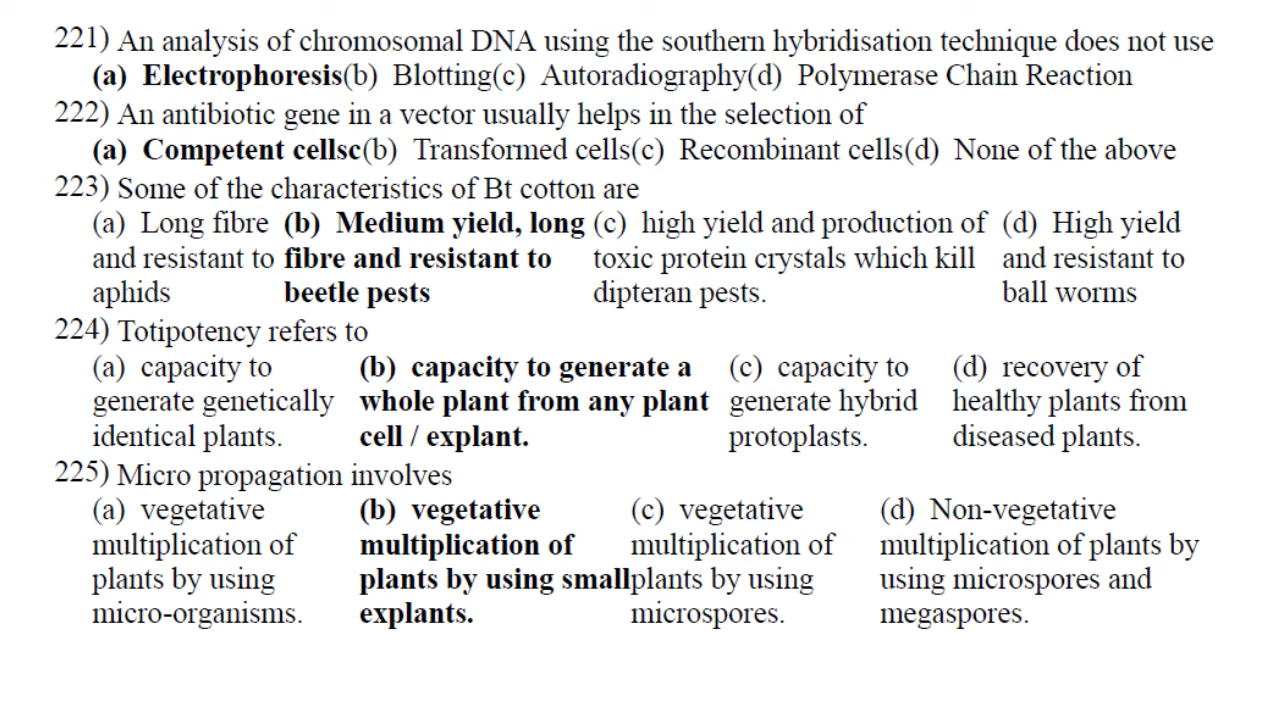 221) An analysis of chromosomal DNA using the southern hybridisation technique does not use
(a) Electrophoresis(b) Blotting(c) Autoradiography(d) Polymerase Chain Reaction
222) An antibiotic gene in a vector usually helps in the selection of
(a) Competent cellsc(b) Transformed cells(c) Recombinant cells(d) None of the above
223) Some of the characteristics of Bt cotton are
(a) Long fibre (b) Medium yield, long (c) high yield and production of (d) High yield
and resistant to fibre and resistant to toxic protein crystals which kill and resistant to
aphids beetle pests dipteran pests. ball worms
224) Totipotency refers to
(a) capacity to (b) capacity to generate a (c) capacity to (d) recovery of
generate genetically whole plant from any plant generate hybrid healthy plants from
identical plants. cell / explant. protoplasts. diseased plants.
225) Micro propagation involves
(a) vegetative (b) vegetative (c) vegetative (d) Non-vegetative
multiplication of multiplication of multiplication of multiplication of plants by
plants by using plants by using smallplants by using using microspores and
micro-organisms. explants. microspores. megaspores.